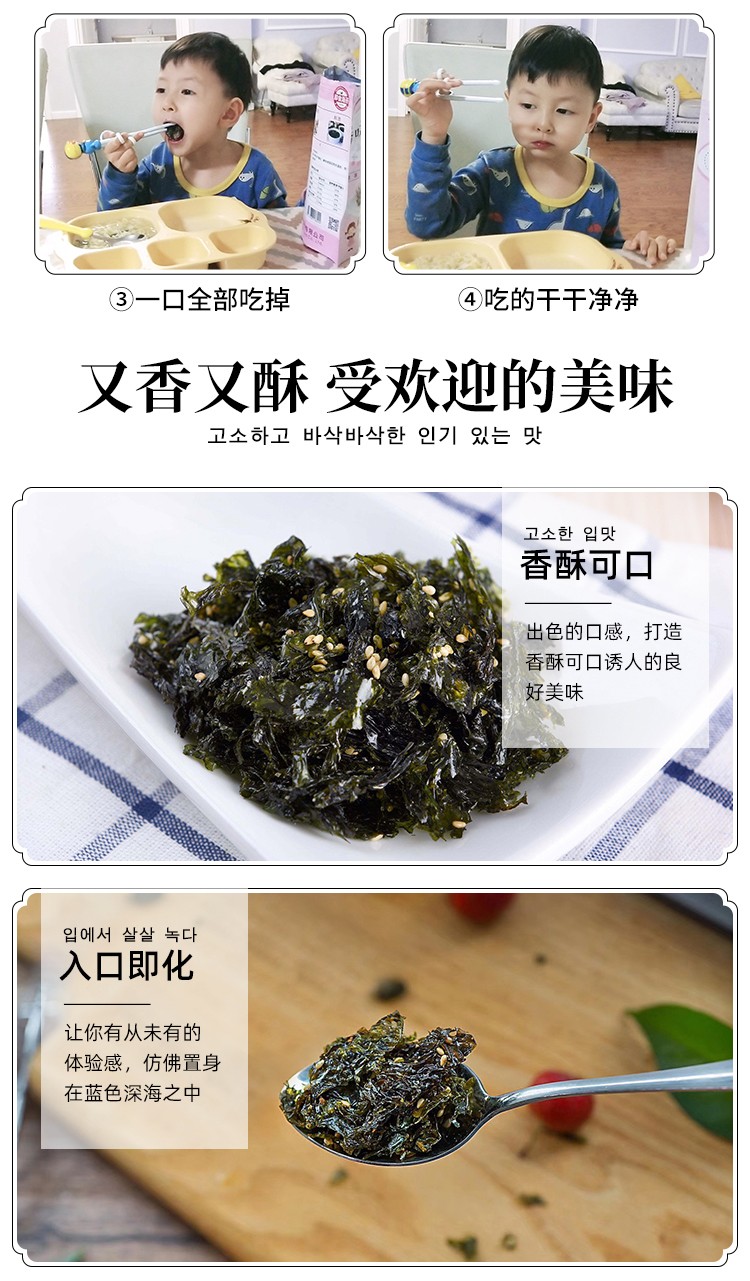 ③一口全部吃掉
④吃的干干净净
又香又酥 受欢迎的美味
고소하고 바삭바삭한 인기 있는 맛
고소한 입맛
香酥可口
出色的口感，打造
香酥可口诱人的良
好美味
입에서 살살 녹다
入口即化
让你有从未有的
体验感，仿佛置身
在蓝色深海之中